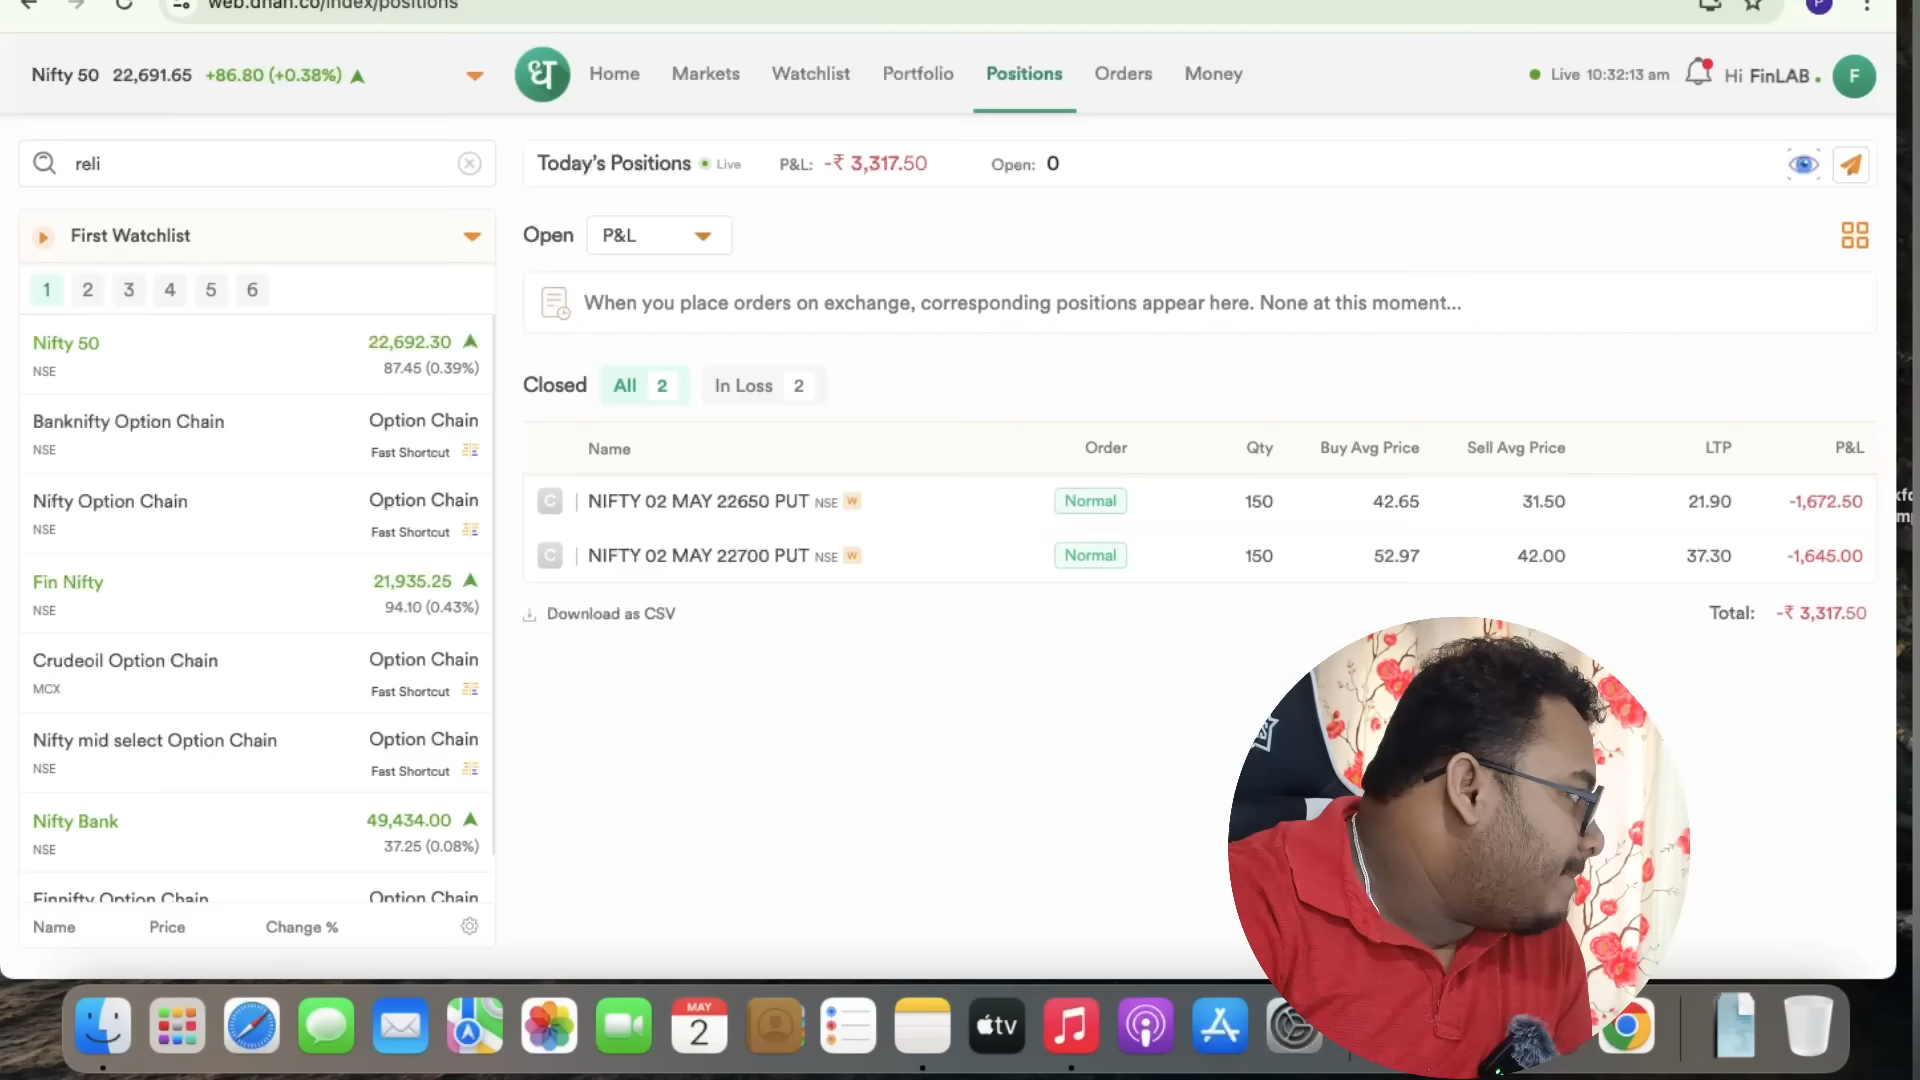 web.dhan.co/index/positions
P
Nifty 50 22,691.65 +86.80 (+0.38%)
ध
Home Markets Watchlist Portfolio Positions Orders Money
Live 10:32:13 am
Hi FinLAB
F
reli
Today's Positions Live P&L: -₹ 3,317.50 Open: 0
First Watchlist
Open P&L
1 2 3 4 5 6
When you place orders on exchange, corresponding positions appear here. None at this moment...
Nifty 50 22,692.30
NSE 87.45 (0.39%)
Closed All 2 In Loss 2
Banknifty Option Chain Option Chain
NSE Fast Shortcut
Name Order Qty Buy Avg Price Sell Avg Price LTP P&L
C NIFTY 02 MAY 22650 PUT NSE W Normal 150 42.65 31.50 21.90 -1,672.50
C NIFTY 02 MAY 22700 PUT NSE W Normal 150 52.97 42.00 37.30 -1,645.00
Nifty Option Chain Option Chain
NSE Fast Shortcut
Fin Nifty 21,935.25
NSE 94.10 (0.43%)
Download as CSV
Total: -₹ 3,317.50
Crudeoil Option Chain Option Chain
MCX Fast Shortcut
Nifty mid select Option Chain Option Chain
NSE Fast Shortcut
Nifty Bank 49,434.00
NSE 37.25 (0.08%)
Finnifty Option Chain Option Chain
Name Price Change %
MAY
2
tv